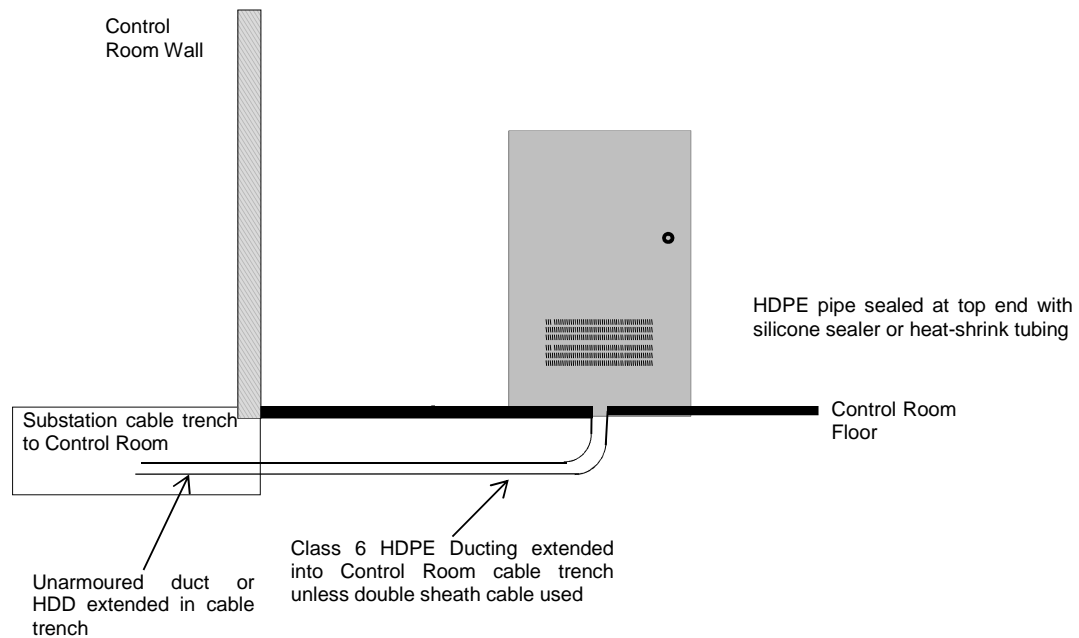 Control
Room Wall
HDPE pipe sealed at top end with
silicone sealer or heat-shrink tubing
Substation cable trench
to Control Room
Control Room
Floor
Class 6 HDPE Ducting extended
into Control Room cable trench
unless double sheath cable used
Unarmoured duct or
HDD extended in cable
trench